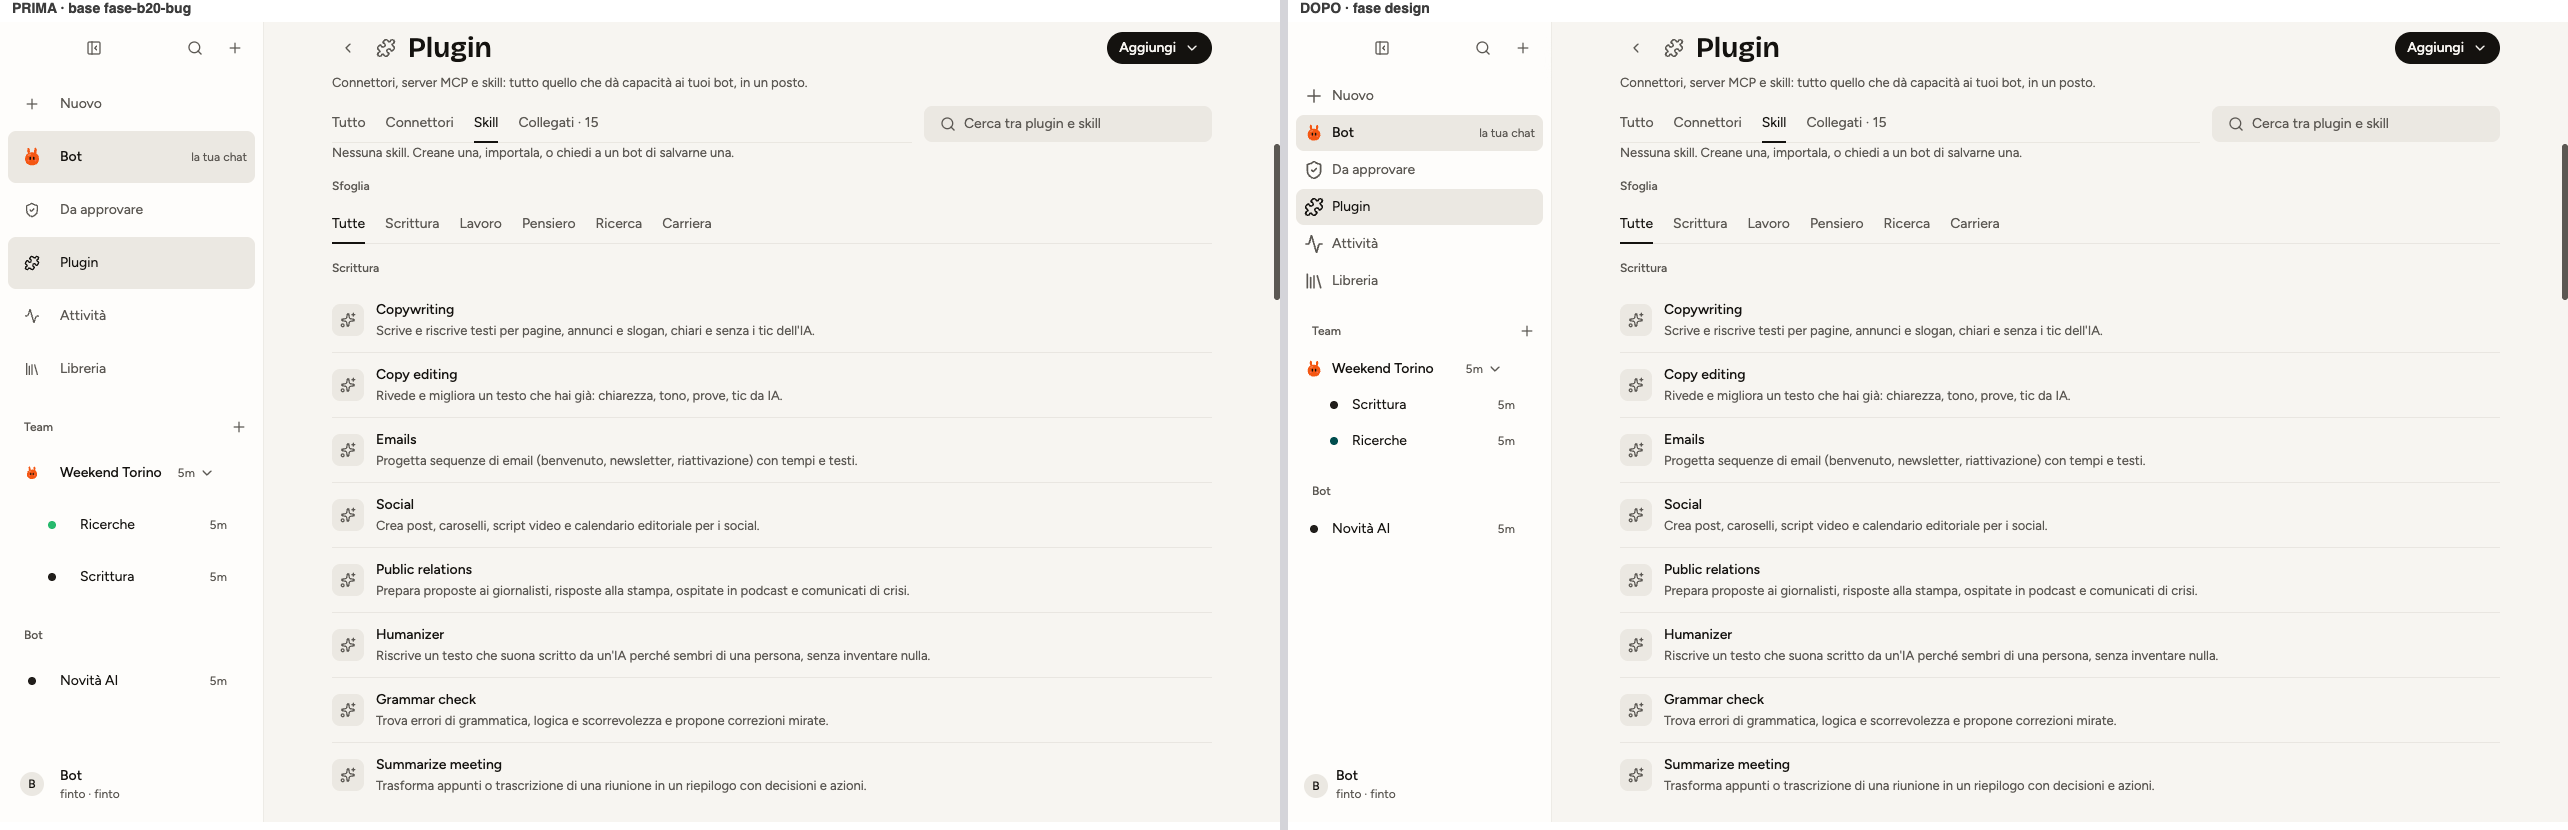 PRIMA · base fase-b20-bug
Nuovo
Bot la tua chat
Da approvare
Plugin
Attività
Libreria
Team
Weekend Torino 5m
Ricerche 5m
Scrittura 5m
Bot
Novità AI 5m
B
Bot
finto · finto
Plugin
Aggiungi
Connettori, server MCP e skill: tutto quello che dà capacità ai tuoi bot, in un posto.
Tutto Connettori Skill Collegati · 15
Cerca tra plugin e skill
Nessuna skill. Creane una, importala, o chiedi a un bot di salvarne una.
Sfoglia
Tutte Scrittura Lavoro Pensiero Ricerca Carriera
Scrittura
Copywriting
Scrive e riscrive testi per pagine, annunci e slogan, chiari e senza i tic dell'IA.
Copy editing
Rivede e migliora un testo che hai già: chiarezza, tono, prove, tic da IA.
Emails
Progetta sequenze di email (benvenuto, newsletter, riattivazione) con tempi e testi.
Social
Crea post, caroselli, script video e calendario editoriale per i social.
Public relations
Prepara proposte ai giornalisti, risposte alla stampa, ospitate in podcast e comunicati di crisi.
Humanizer
Riscrive un testo che suona scritto da un'IA perché sembri di una persona, senza inventare nulla.
Grammar check
Trova errori di grammatica, logica e scorrevolezza e propone correzioni mirate.
Summarize meeting
Trasforma appunti o trascrizione di una riunione in un riepilogo con decisioni e azioni.
DOPO · fase design
Nuovo
Bot la tua chat
Da approvare
Plugin
Attività
Libreria
Team
Weekend Torino 5m
Scrittura 5m
Ricerche 5m
Bot
Novità AI 5m
B
Bot
finto · finto
Plugin
Aggiungi
Connettori, server MCP e skill: tutto quello che dà capacità ai tuoi bot, in un posto.
Tutto Connettori Skill Collegati · 15
Cerca tra plugin e skill
Nessuna skill. Creane una, importala, o chiedi a un bot di salvarne una.
Sfoglia
Tutte Scrittura Lavoro Pensiero Ricerca Carriera
Scrittura
Copywriting
Scrive e riscrive testi per pagine, annunci e slogan, chiari e senza i tic dell'IA.
Copy editing
Rivede e migliora un testo che hai già: chiarezza, tono, prove, tic da IA.
Emails
Progetta sequenze di email (benvenuto, newsletter, riattivazione) con tempi e testi.
Social
Crea post, caroselli, script video e calendario editoriale per i social.
Public relations
Prepara proposte ai giornalisti, risposte alla stampa, ospitate in podcast e comunicati di crisi.
Humanizer
Riscrive un testo che suona scritto da un'IA perché sembri di una persona, senza inventare nulla.
Grammar check
Trova errori di grammatica, logica e scorrevolezza e propone correzioni mirate.
Summarize meeting
Trasforma appunti o trascrizione di una riunione in un riepilogo con decisioni e azioni.